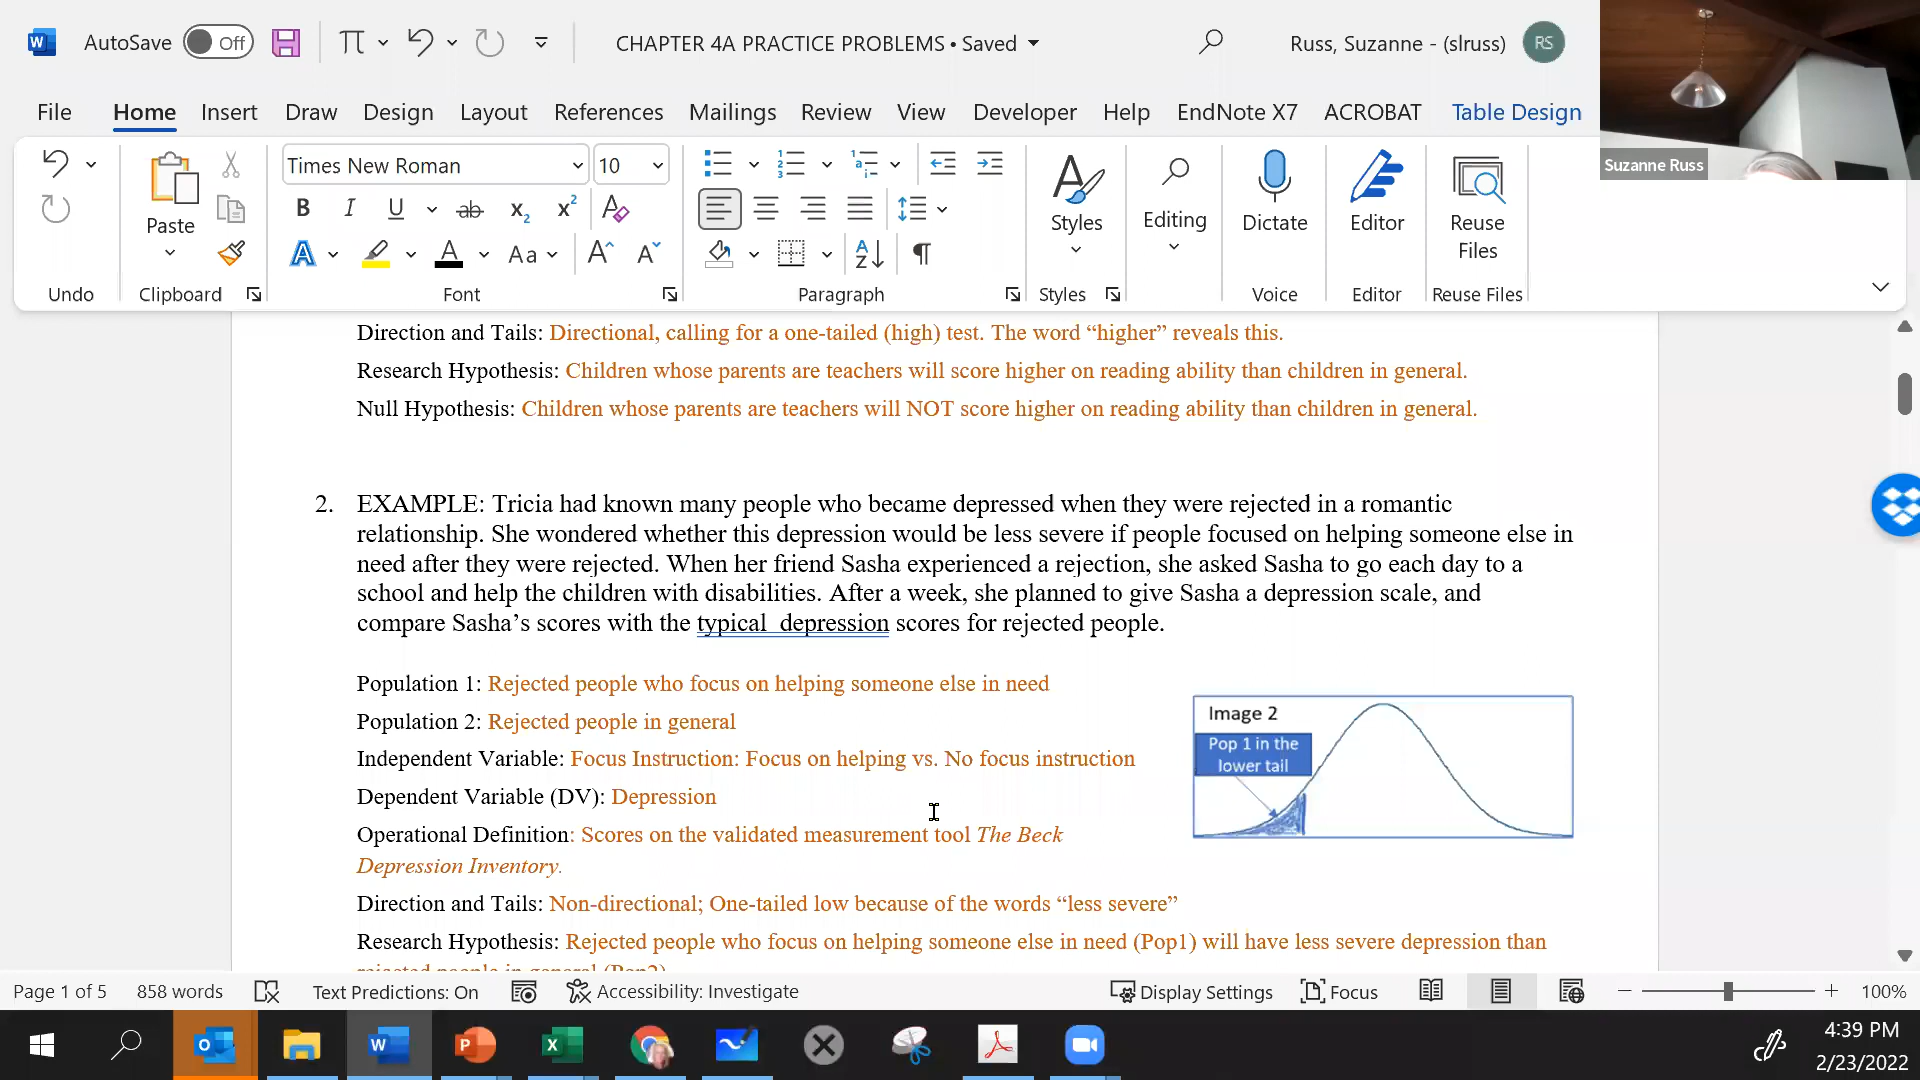 AutoSave Off CHAPTER 4A PRACTICE PROBLEMS • Saved Russ, Suzanne - (slruss) RS
File Home Insert Draw Design Layout References Mailings Review View Developer Help EndNote X7 ACROBAT Table Design
Suzanne Russ
Times New Roman 10
Paste Styles Editing Dictate Editor Reuse Files
Undo Clipboard Font Paragraph Styles Voice Editor Reuse Files
Direction and Tails: Directional, calling for a one-tailed (high) test. The word “higher” reveals this.
Research Hypothesis: Children whose parents are teachers will score higher on reading ability than children in general.
Null Hypothesis: Children whose parents are teachers will NOT score higher on reading ability than children in general.
2. EXAMPLE: Tricia had known many people who became depressed when they were rejected in a romantic
relationship. She wondered whether this depression would be less severe if people focused on helping someone else in
need after they were rejected. When her friend Sasha experienced a rejection, she asked Sasha to go each day to a
school and help the children with disabilities. After a week, she planned to give Sasha a depression scale, and
compare Sasha’s scores with the typical depression scores for rejected people.
Population 1: Rejected people who focus on helping someone else in need
Population 2: Rejected people in general
Independent Variable: Focus Instruction: Focus on helping vs. No focus instruction
Dependent Variable (DV): Depression
Operational Definition: Scores on the validated measurement tool The Beck
Depression Inventory.
Image 2
Pop 1 in the
lower tail
Direction and Tails: Non-directional; One-tailed low because of the words “less severe”
Research Hypothesis: Rejected people who focus on helping someone else in need (Pop1) will have less severe depression than
rejected people in general (Pop2)
Page 1 of 5 858 words Text Predictions: On Accessibility: Investigate Display Settings Focus 100%
4:39 PM
2/23/2022